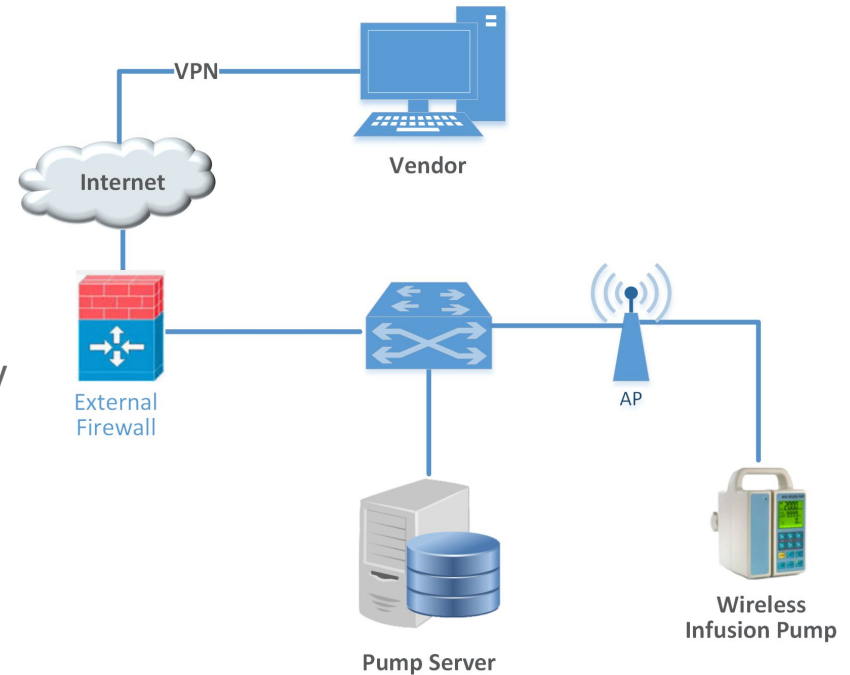 VPN
Vendor
Internet
y
External
Firewall
AP
Wireless
Infusion Pump
Pump Server